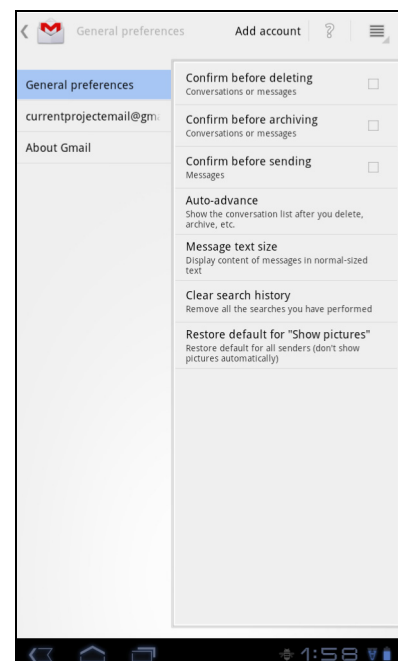 General preferences
Add account
General preferences
currentprojectemail@gma
About Gmail
Confirm before deleting
Conversations or messages
Confirm before archiving
Conversations or messages
Confirm before sending
Messages
Auto-advance
Show the conversation list after you delete,
archive, etc.
Message text size
Display content of messages in normal-sized
text
Clear search history
Remove all the searches you have performed
Restore default for "Show pictures"
Restore default for all senders (don't show
pictures automatically)
1:58